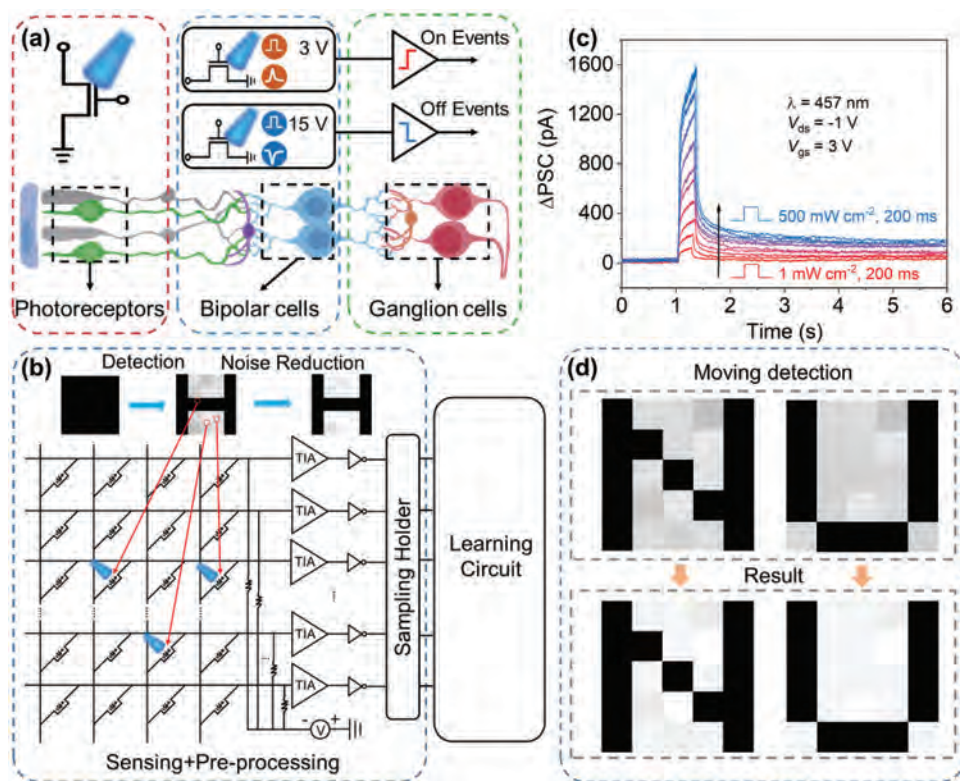 (a)
3 V
On Events
15 V
Off Events
Photoreceptors
Bipolar cells
Ganglion cells
(c)
ΔPSC (pA)
1600
1200
800
400
0
λ = 457 nm
Vds = -1 V
Vgs = 3 V
500 mW cm⁻², 200 ms
1 mW cm⁻², 200 ms
0 1 2 3 4 5 6
Time (s)
(b)
Detection
Noise Reduction
TIA
TIA
TIA
TIA
TIA
Sampling Holder
Learning
Circuit
- V +
Sensing+Pre-processing
(d)
Moving detection
Result